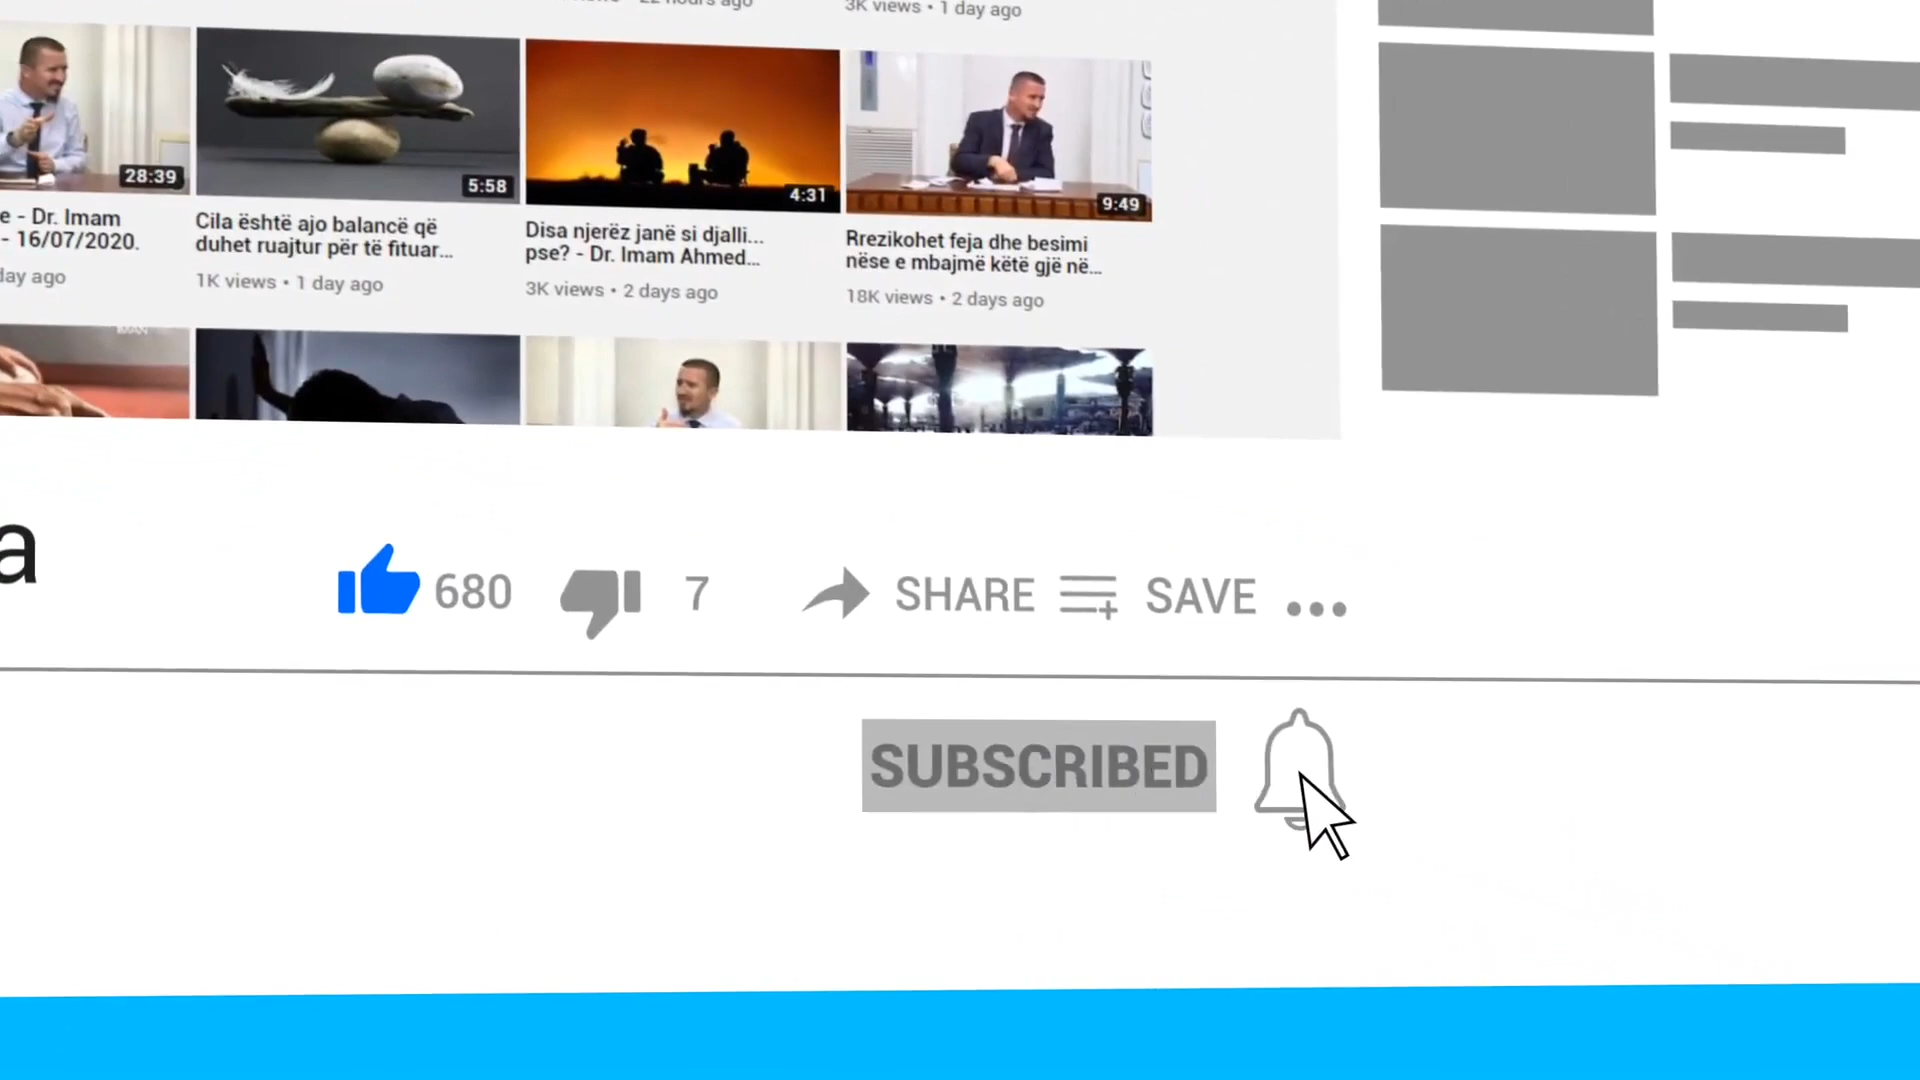 22 hours ago
3K views • 1 day ago
28:39
5:58
4:31
9:49
e - Dr. Imam
- 16/07/2020.
day ago
Cila është ajo balancë që
duhet ruajtur për të fituar...
1K views • 1 day ago
Disa njerëz janë si djalli...
pse? - Dr. Imam Ahmed...
3K views • 2 days ago
Rrezikohet feja dhe besimi
nëse e mbajmë këtë gjë në...
18K views • 2 days ago
a
680
7
SHARE
SAVE
SUBSCRIBED